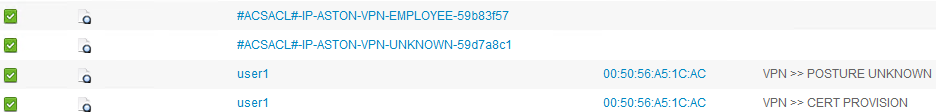 #ACSACL#-IP-ASTON-VPN-EMPLOYEE-59b83f57
#ACSACL#-IP-ASTON-VPN-UNKNOWN-59d7a8c1
user1 00:50:56:A5:1C:AC VPN >> POSTURE UNKNOWN
user1 00:50:56:A5:1C:AC VPN >> CERT PROVISION